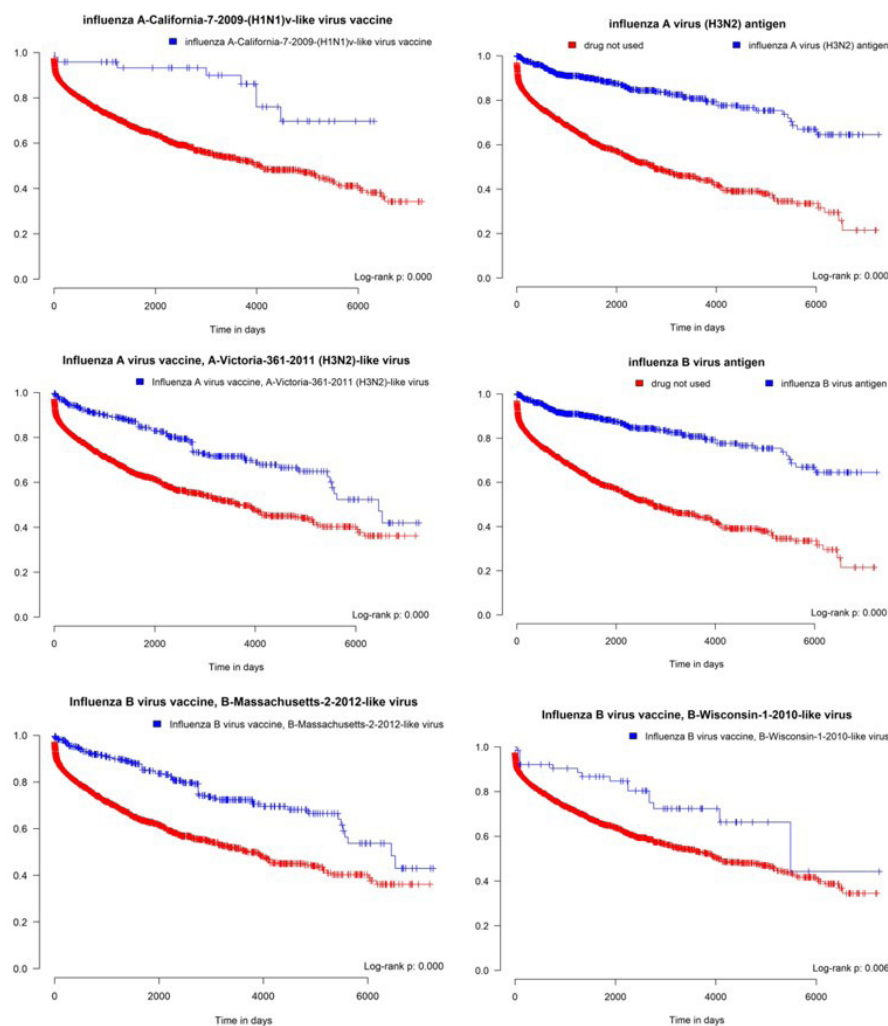 influenza A-California-7-2009-(H1N1)v-like virus vaccine
influenza A-California-7-2009-(H1N1)v-like virus vaccine
1.0
0.8
0.6
0.4
0.2
0.0
Log-rank p: 0.000
0 2000 4000 6000
Time in days
influenza A virus (H3N2) antigen
drug not used influenza A virus (H3N2) antigen
1.0
0.8
0.6
0.4
0.2
0.0
Log-rank p: 0.000
0 2000 4000 6000
Time in days
Influenza A virus vaccine, A-Victoria-361-2011 (H3N2)-like virus
Influenza A virus vaccine, A-Victoria-361-2011 (H3N2)-like virus
1.0
0.8
0.6
0.4
0.2
0.0
Log-rank p: 0.000
0 2000 4000 6000
Time in days
influenza B virus antigen
drug not used influenza B virus antigen
1.0
0.8
0.6
0.4
0.2
0.0
Log-rank p: 0.000
0 2000 4000 6000
Time in days
Influenza B virus vaccine, B-Massachusetts-2-2012-like virus
Influenza B virus vaccine, B-Massachusetts-2-2012-like virus
1.0
0.8
0.6
0.4
0.2
0.0
Log-rank p: 0.000
0 2000 4000 6000
Time in days
Influenza B virus vaccine, B-Wisconsin-1-2010-like virus
Influenza B virus vaccine, B-Wisconsin-1-2010-like virus
1.0
0.8
0.6
0.4
0.2
0.0
Log-rank p: 0.006
0 2000 4000 6000
Time in days